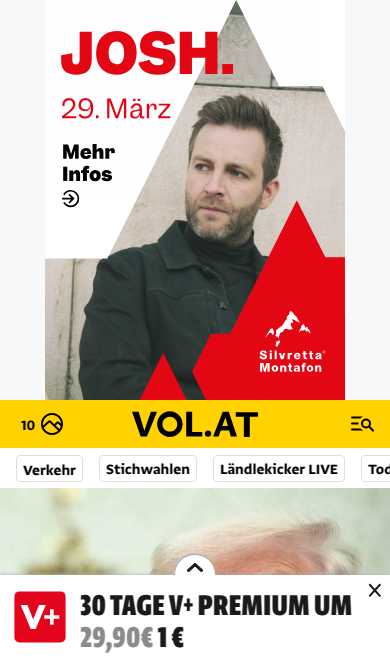 JOSH.
29. März
Mehr
Infos
Silvretta
Montafon
10
VOL.AT
Verkehr
Stichwahlen
Ländlekicker LIVE
Tod
V+
30 TAGE V+ PREMIUM UM
29,90€ 1 €